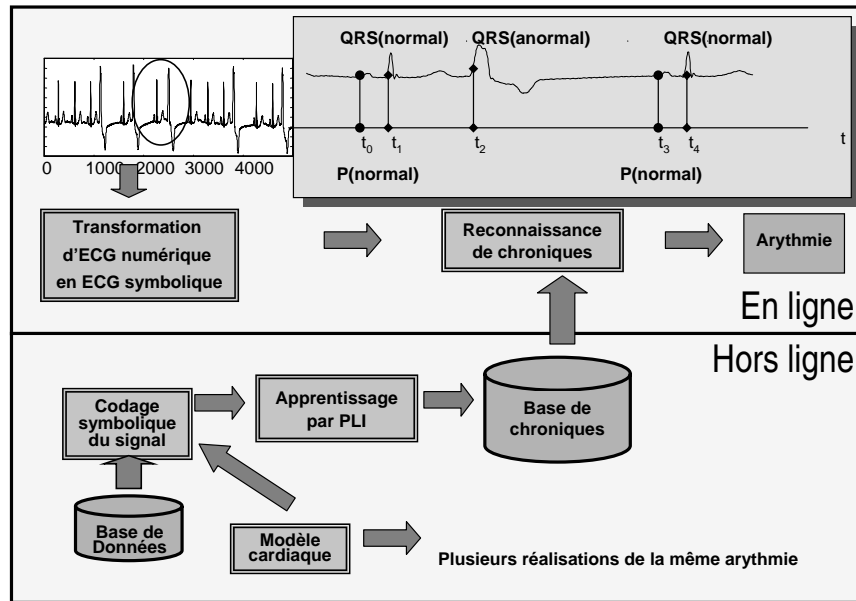 QRS(normal) QRS(anormal) QRS(normal)
t0 t1 t2 t3 t4 t
0 1000 2000 3000 4000
P(normal) P(normal)
Transformation
d'ECG numérique
en ECG symbolique
Reconnaissance
de chroniques
Arythmie
En ligne
Hors ligne
Codage
symbolique
du signal
Apprentissage
par PLI
Base de
chroniques
Base de
Données
Modèle
cardiaque
Plusieurs réalisations de la même arythmie